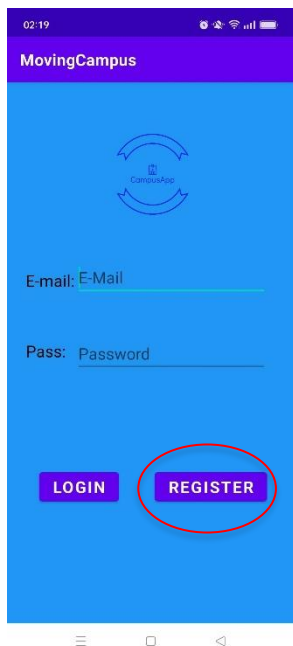 02:19
MovingCampus
CampusApp
E-mail: E-Mail
Pass: Password
LOGIN REGISTER